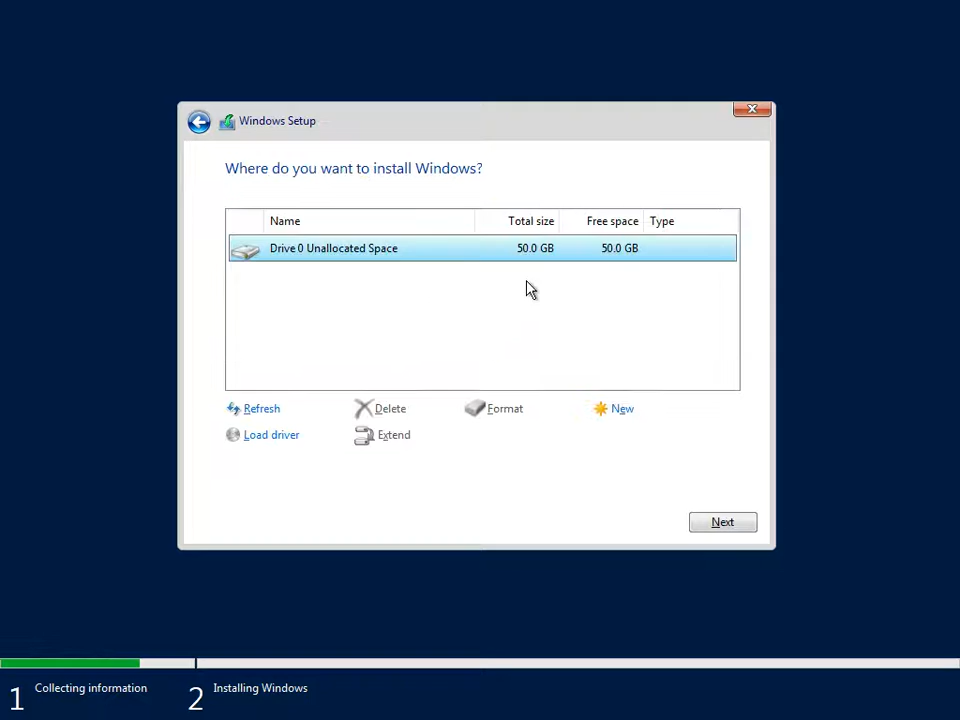 Windows Setup
Where do you want to install Windows?
Name Total size Free space Type
Drive 0 Unallocated Space 50.0 GB 50.0 GB
Refresh Delete Format New
Load driver Extend
Next
1 Collecting information 2 Installing Windows